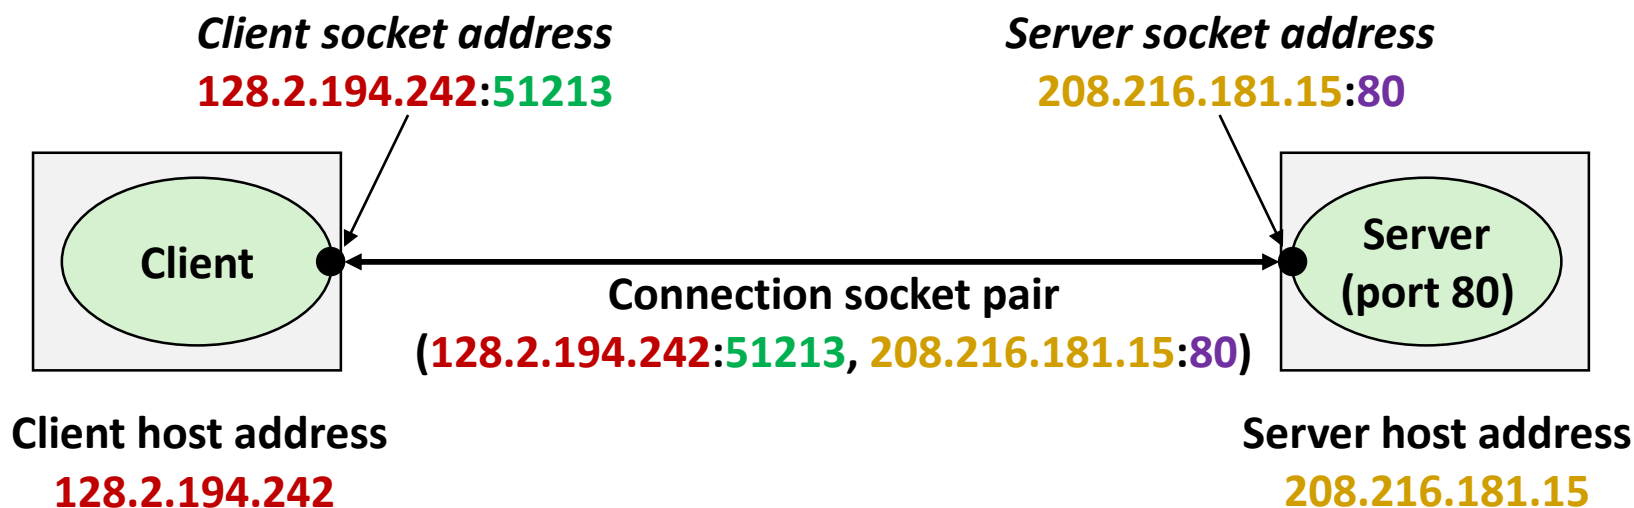 Client socket address
128.2.194.242:51213
Server socket address
208.216.181.15:80
Client
Server
(port 80)
Connection socket pair
(128.2.194.242:51213, 208.216.181.15:80)
Client host address
128.2.194.242
Server host address
208.216.181.15